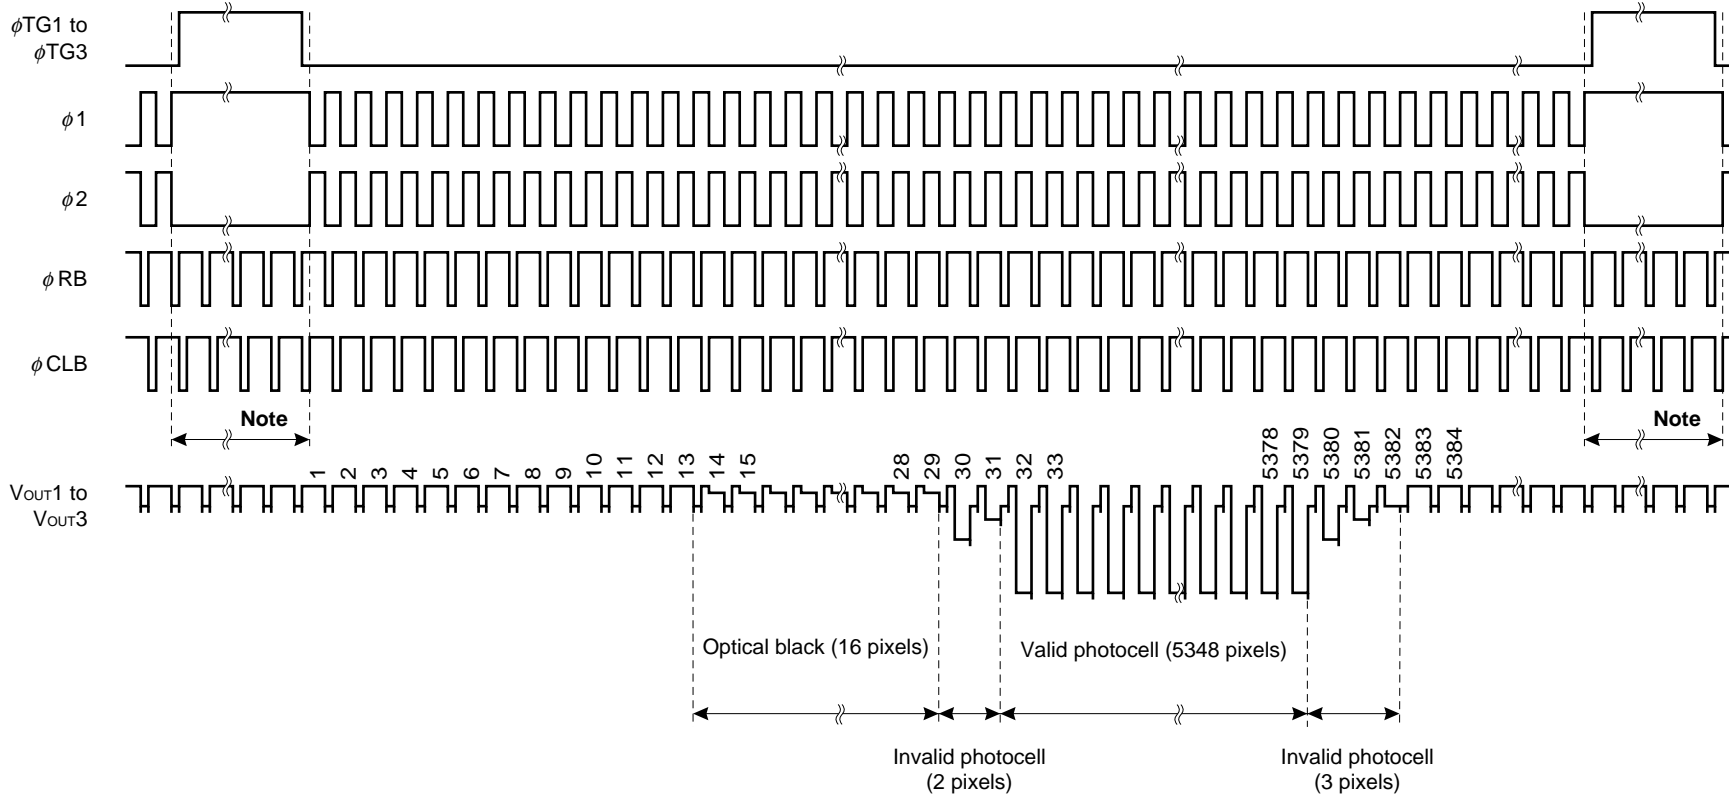 ϕTG1 to
ϕTG3
ϕ1
ϕ2
ϕRB
ϕCLB
Note
Note
1 2 3 4 5 6 7 8 9 10 11 12 13 14 15 28 29 30 31 32 33 5378 5379 5380 5381 5382 5383 5384
VOUT1 to
VOUT3
Optical black (16 pixels)
Valid photocell (5348 pixels)
Invalid photocell
(2 pixels)
Invalid photocell
(3 pixels)